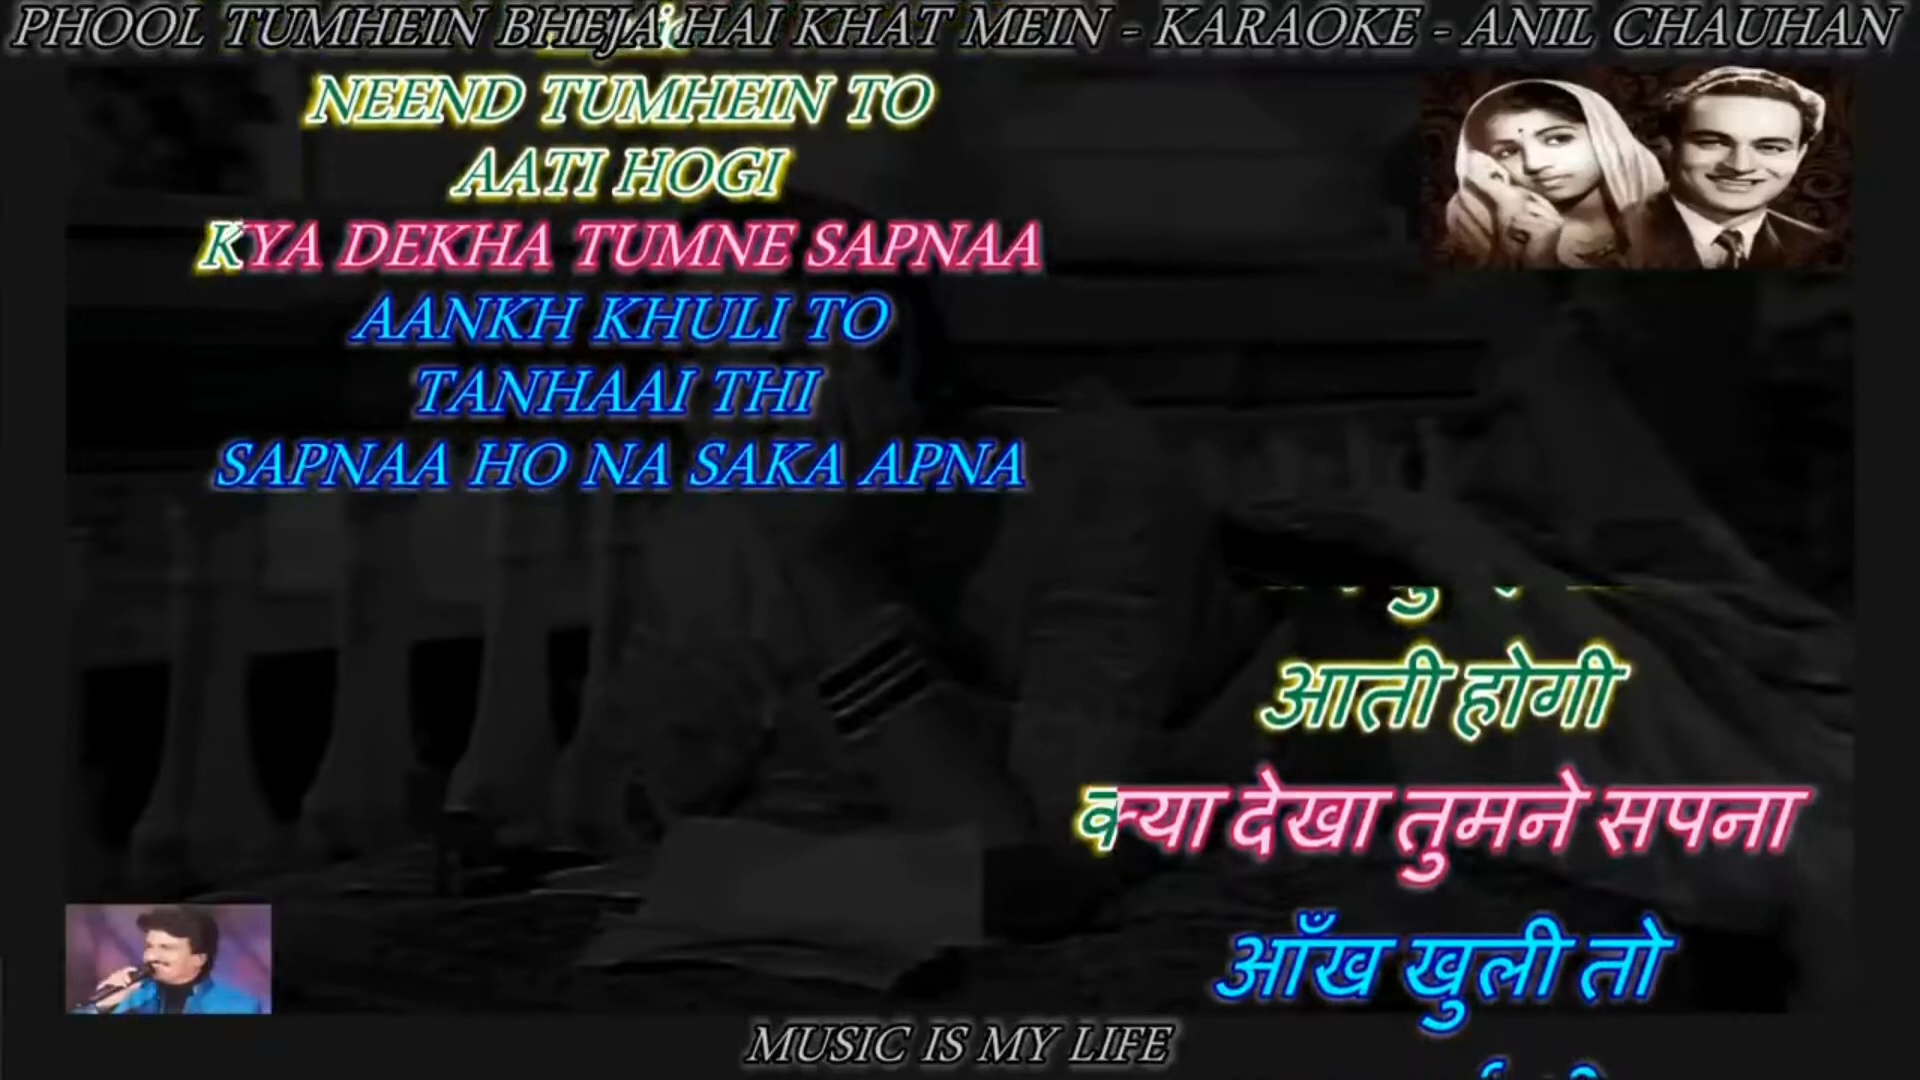 PHOOL TUMHEIN BHEJA HAI KHAT MEIN - KARAOKE - ANIL CHAUHAN
NEEND TUMHEIN TO
AATI HOGI
KYA DEKHA TUMNE SAPNAA
AANKH KHULI TO
TANHAAI THI
SAPNAA HO NA SAKA APNA
आती होगी
क्या देखा तुमने सपना
आँख खुली तो
MUSIC IS MY LIFE